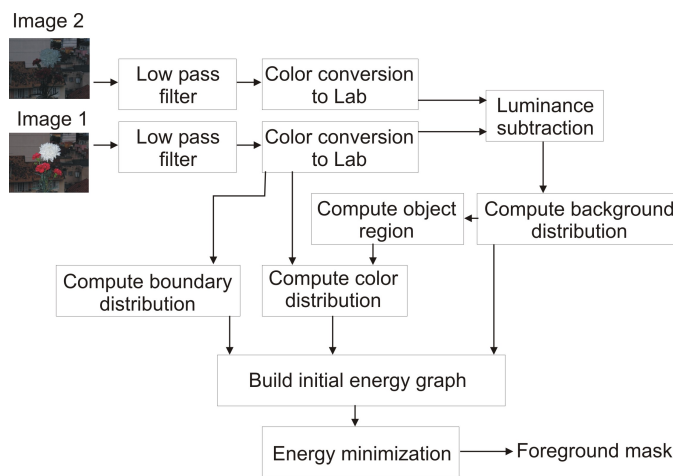 Image 2
Low pass
filter
Color conversion
to Lab
Luminance
subtraction
Image 1
Low pass
filter
Color conversion
to Lab
Compute object
region
Compute background
distribution
Compute boundary
distribution
Compute color
distribution
Build initial energy graph
Energy minimization
Foreground mask